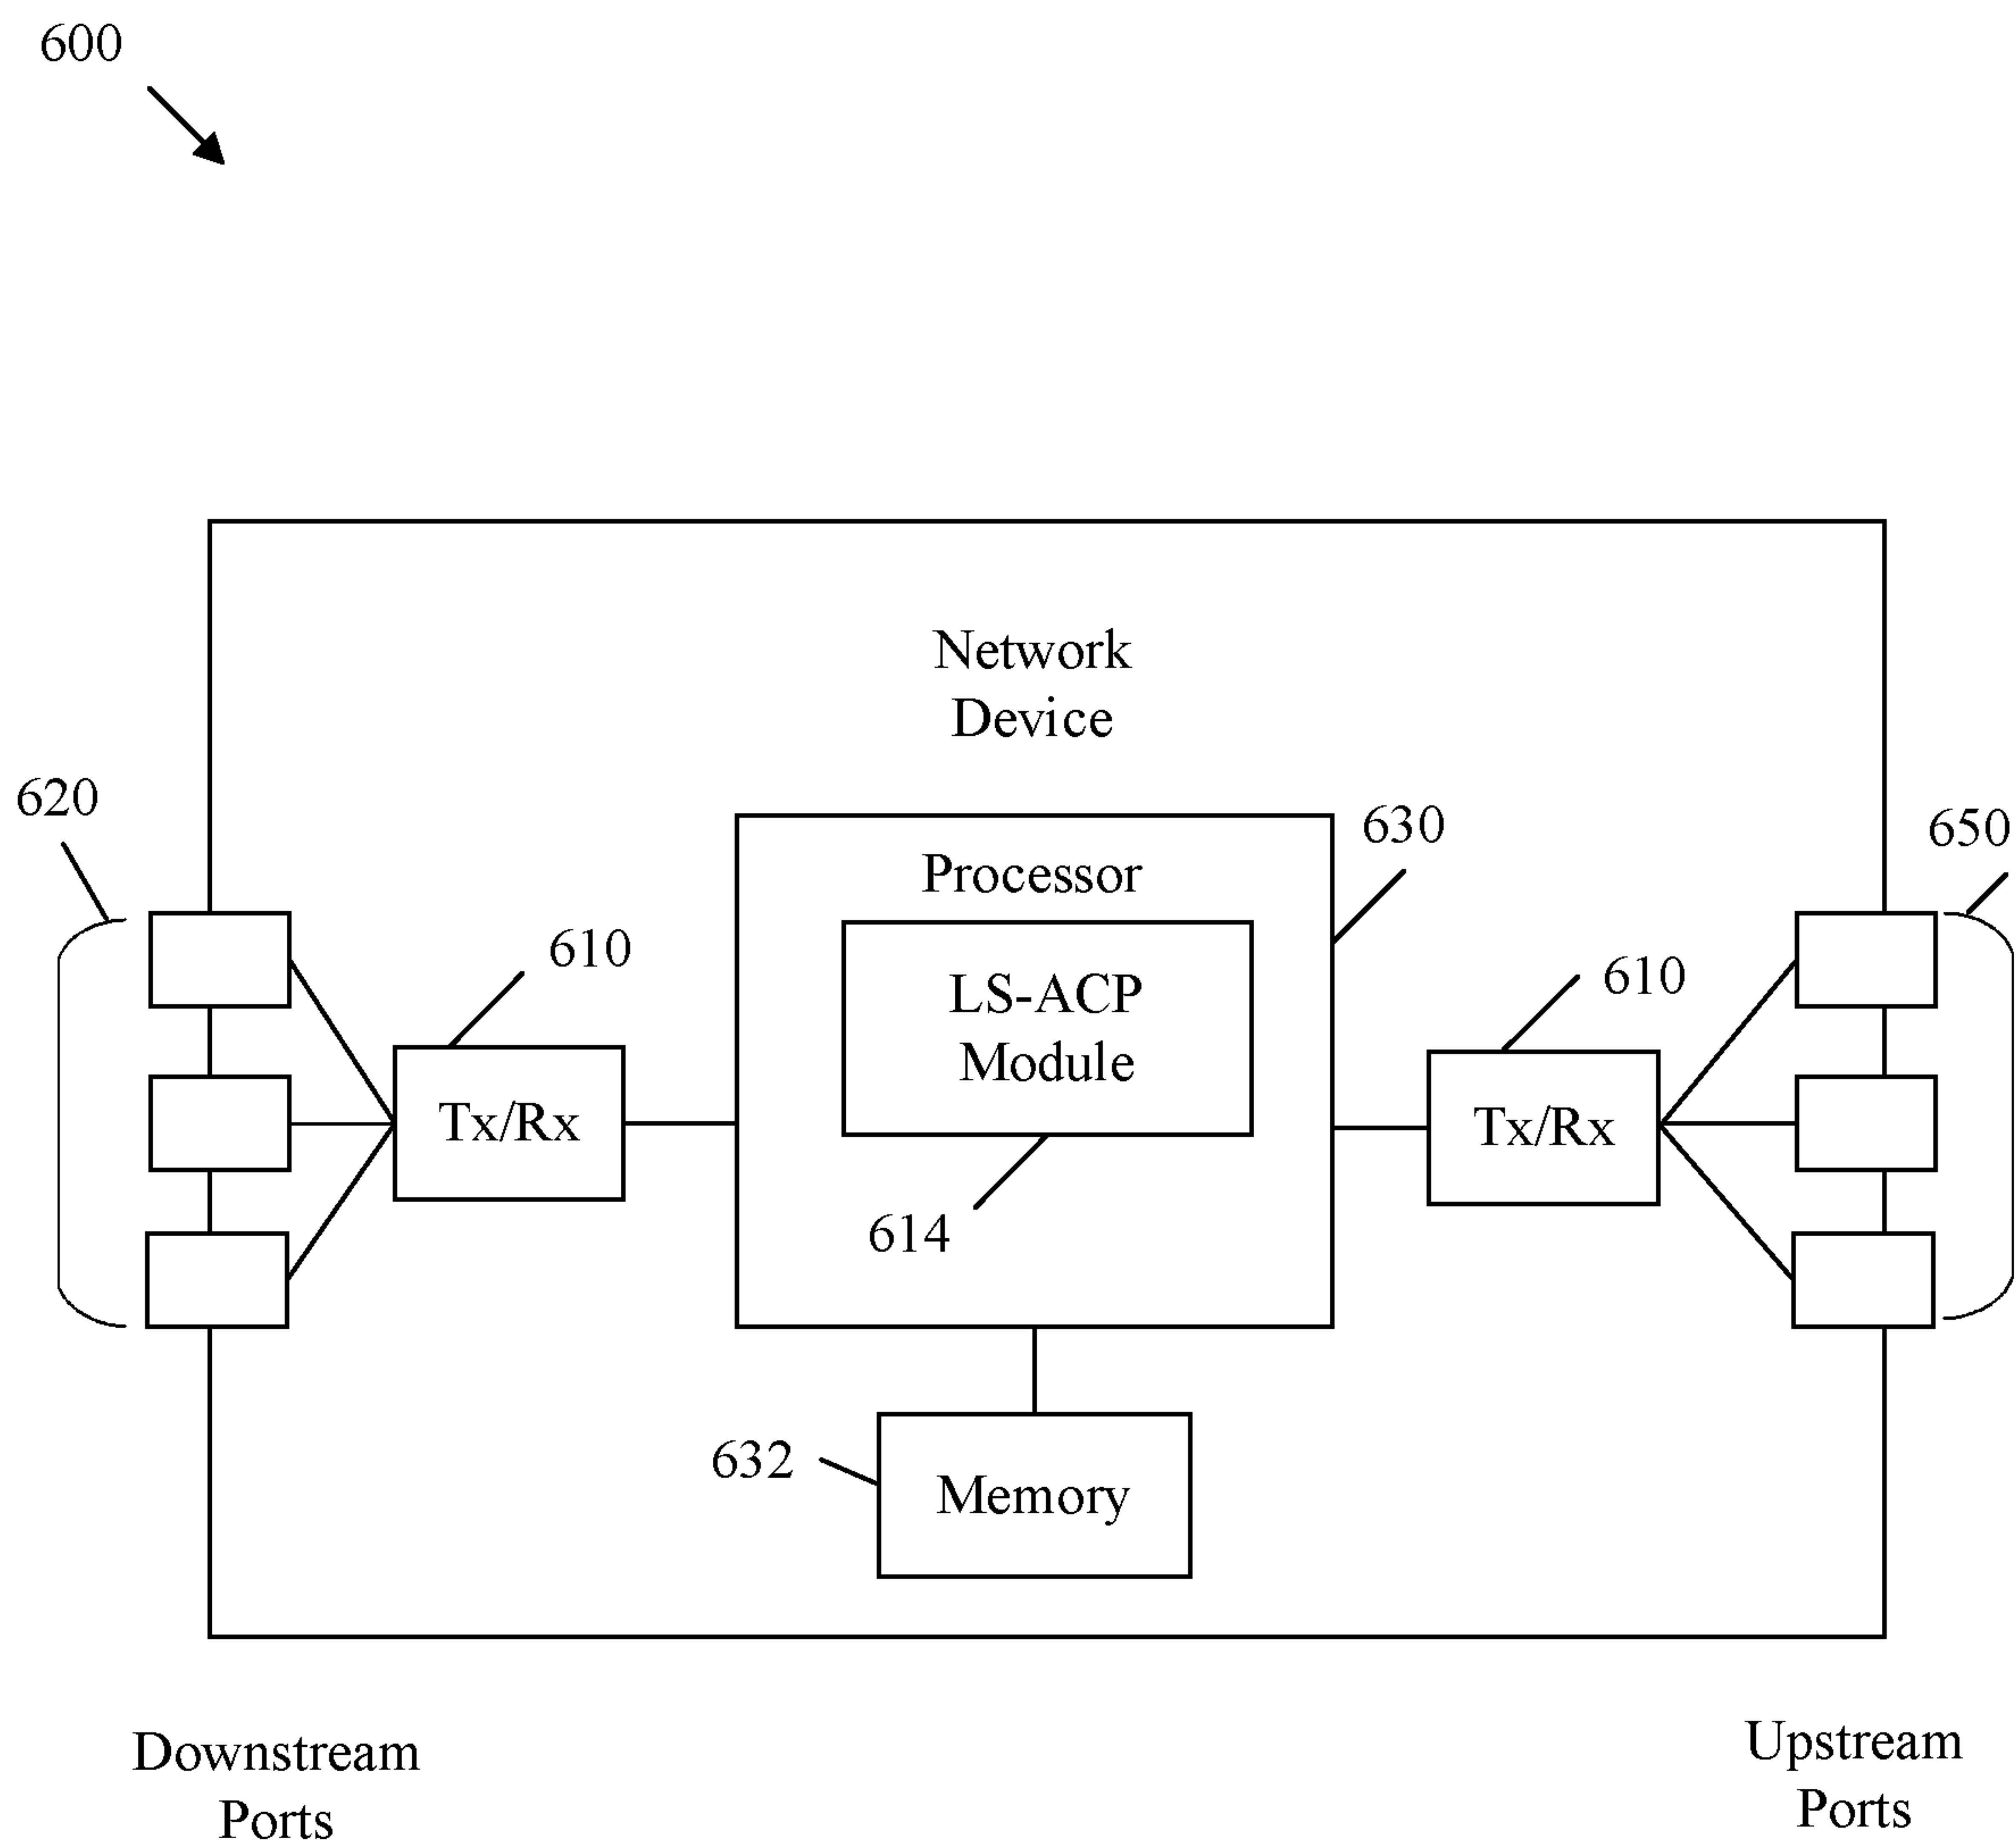 600
Network
Device
620
630
650
Processor
610
610
LS-ACP
Module
Tx/Rx
Tx/Rx
614
632
Memory
Downstream
Ports
Upstream
Ports